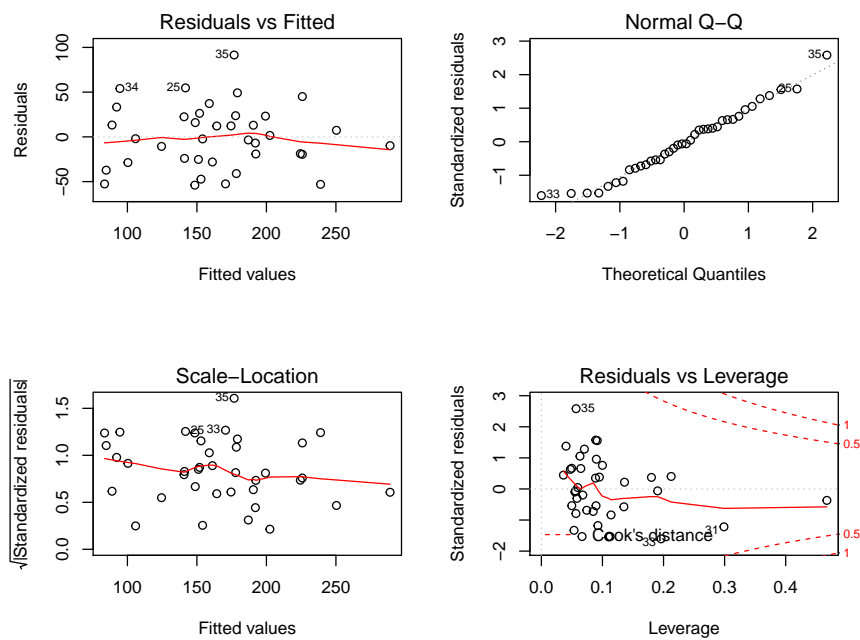 Residuals vs Fitted
Residuals
100
50
0
−50
35
34
25
100 150 200 250
Fitted values
Normal Q−Q
Standardized residuals
3
2
1
0
−1
35
25
33
−2 −1 0 1 2
Theoretical Quantiles
Scale−Location
√|Standardized residuals|
1.5
1.0
0.5
0.0
35
25 33
100 150 200 250
Fitted values
Residuals vs Leverage
Standardized residuals
3
2
1
0
−2
35
1
0.5
31
Cook's distance
33
0.5
1
0.0 0.1 0.2 0.3 0.4
Leverage